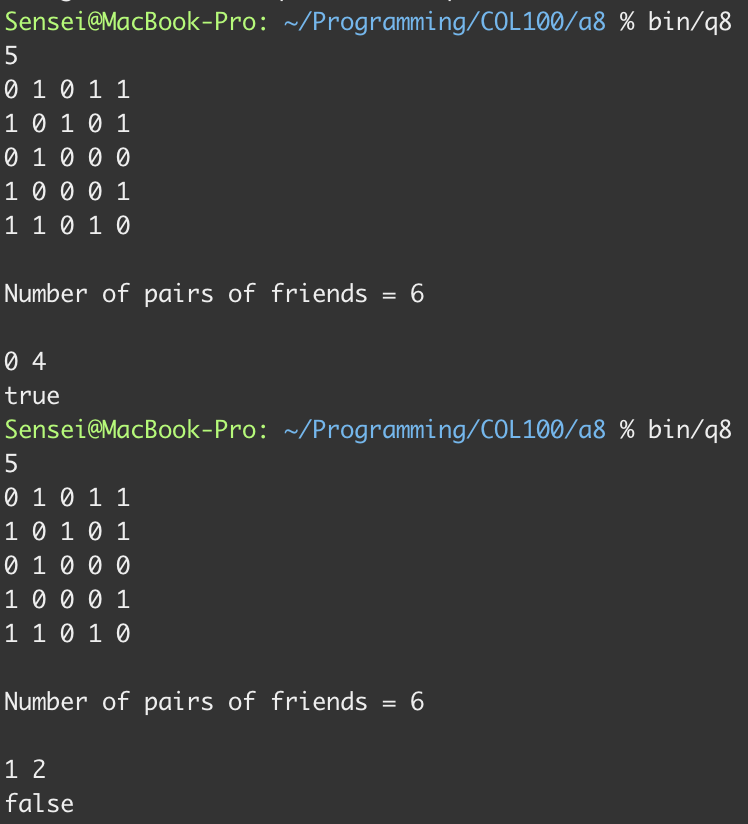 Sensei@MacBook-Pro: ~/Programming/COL100/a8 % bin/q8
5
0 1 0 1 1
1 0 1 0 1
0 1 0 0 0
1 0 0 0 1
1 1 0 1 0
Number of pairs of friends = 6
0 4
true
Sensei@MacBook-Pro: ~/Programming/COL100/a8 % bin/q8
5
0 1 0 1 1
1 0 1 0 1
0 1 0 0 0
1 0 0 0 1
1 1 0 1 0
Number of pairs of friends = 6
1 2
false